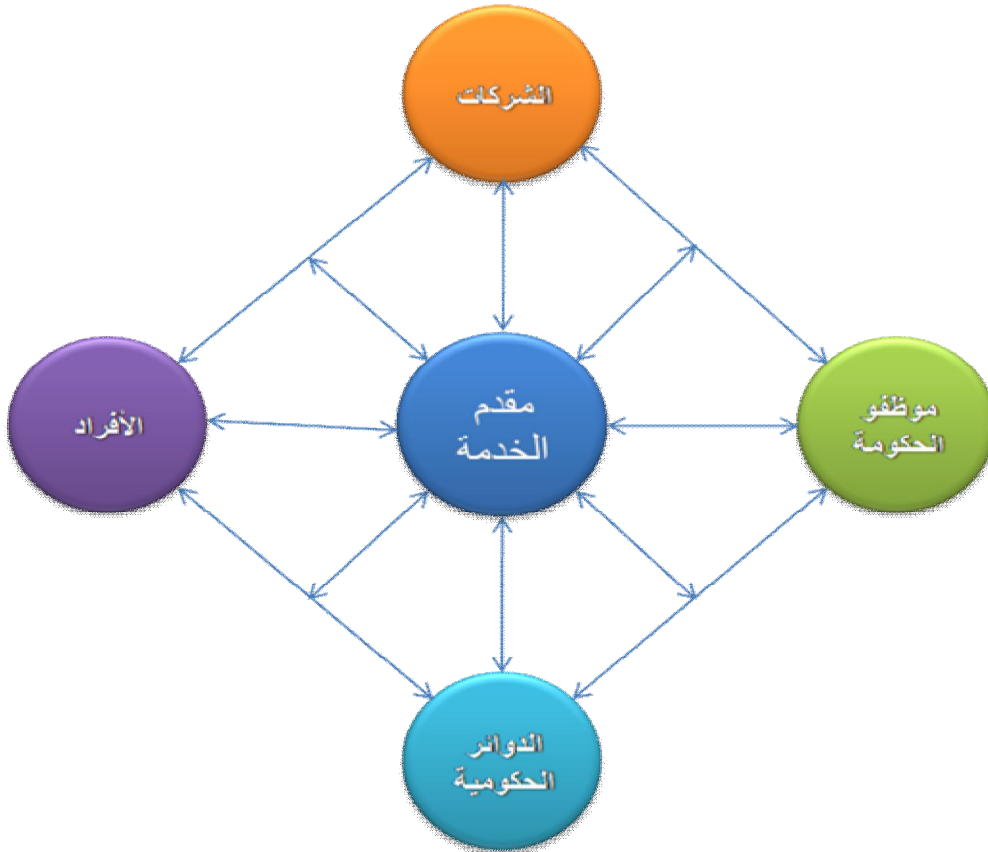 الشركات
موظفو
الحكومة
مقدم
الخدمة
الأفراد
الدوائر
الحكومية